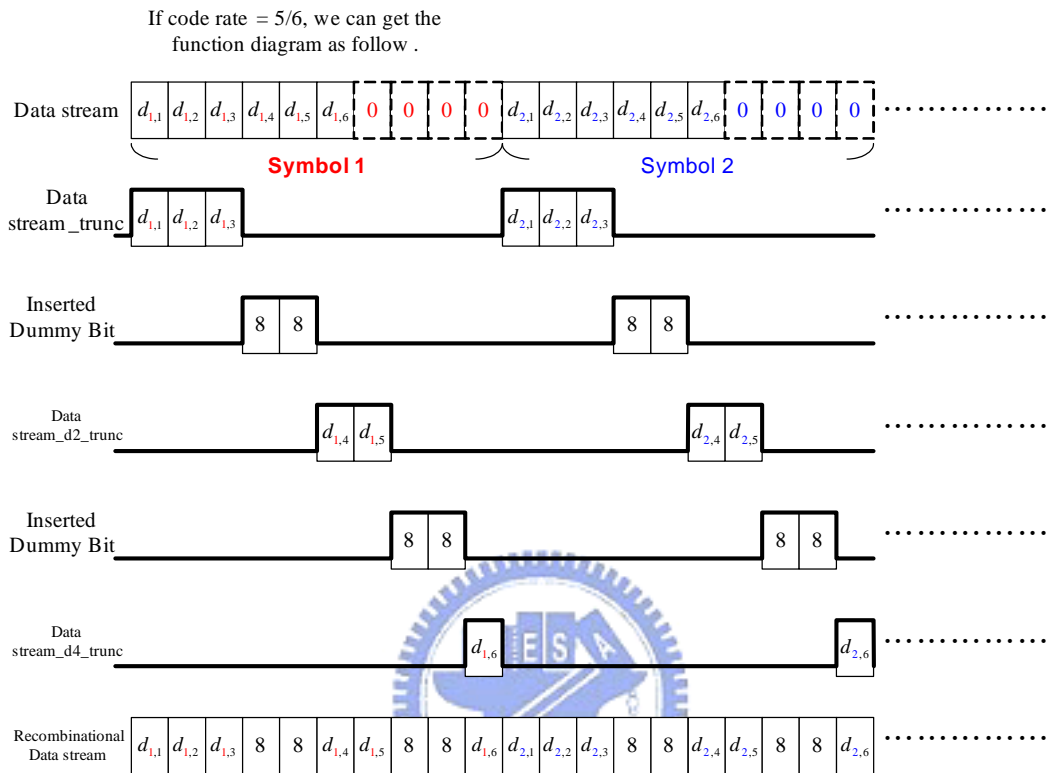 If code rate = 5/6, we can get the
function diagram as follow .
Data stream d1,1 d1,2 d1,3 d1,4 d1,5 d1,6 0 0 0 0 d2,1 d2,2 d2,3 d2,4 d2,5 d2,6 0 0 0 0
Symbol 1 Symbol 2
Data
stream_trunc d1,1 d1,2 d1,3 d2,1 d2,2 d2,3
Inserted
Dummy Bit 8 8 8 8
Data
stream_d2_trunc d1,4 d1,5 d2,4 d2,5
Inserted
Dummy Bit 8 8 8 8
ESA
Data
stream_d4_trunc d1,6 d2,6
Recombinational
Data stream d1,1 d1,2 d1,3 8 8 d1,4 d1,5 8 8 d1,6 d2,1 d2,2 d2,3 8 8 d2,4 d2,5 8 8 d2,6